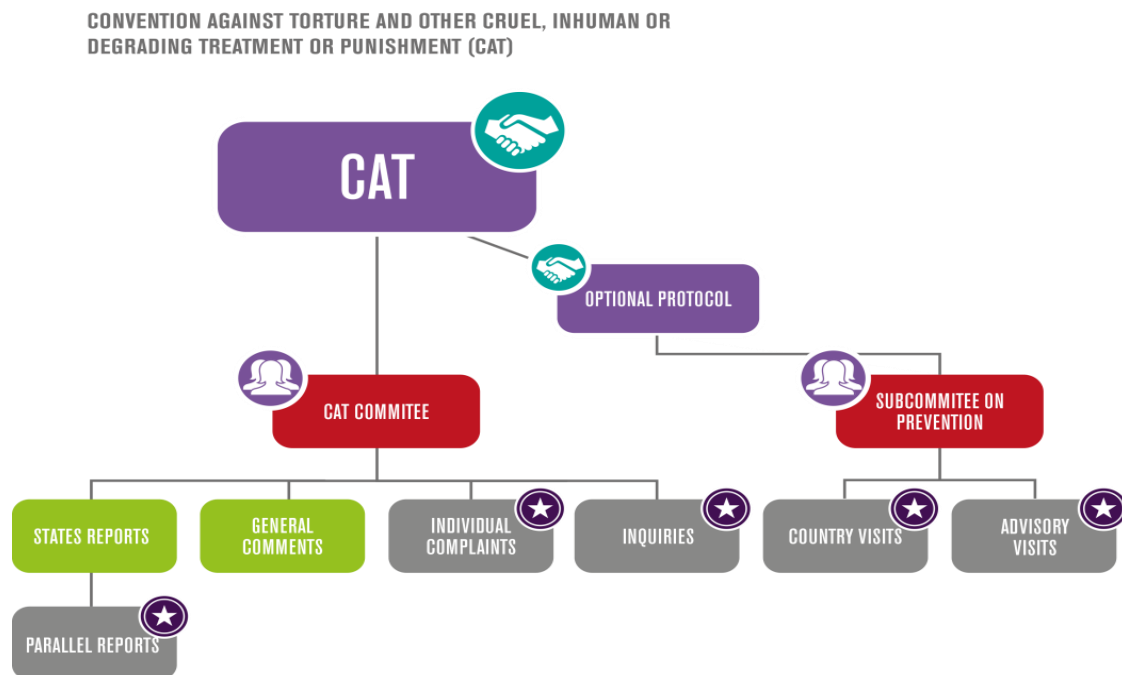 CONVENTION AGAINST TORTURE AND OTHER CRUEL, INHUMAN OR
DEGRADING TREATMENT OR PUNISHMENT (CAT)
CAT
OPTIONAL PROTOCOL
CAT COMMITEE
SUBCOMMITEE ON
PREVENTION
STATES REPORTS
GENERAL
COMMENTS
INDIVIDUAL
COMPLAINTS
INQUIRIES
COUNTRY VISITS
ADVISORY
VISITS
PARALLEL REPORTS